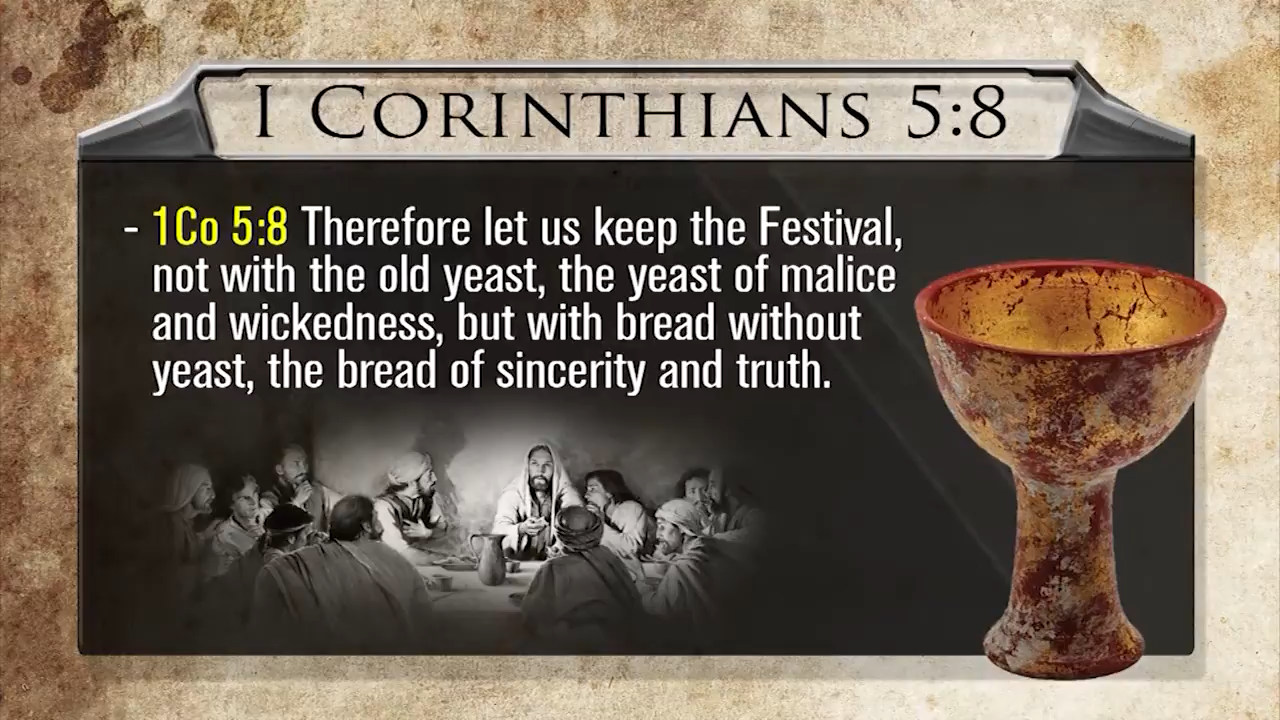 I CORINTHIANS 5:8
- 1Co 5:8 Therefore let us keep the Festival,
not with the old yeast, the yeast of malice
and wickedness, but with bread without
yeast, the bread of sincerity and truth.